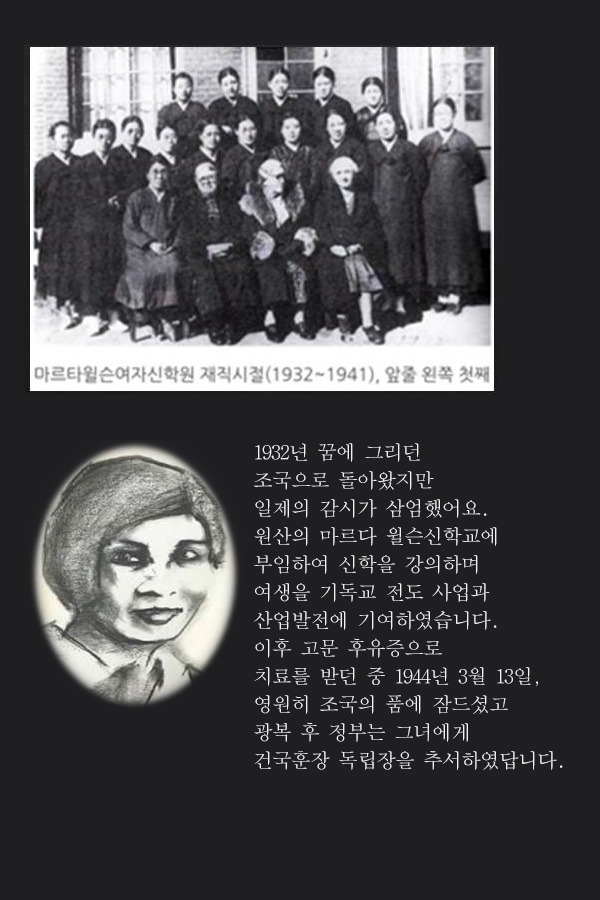 마르타윌슨여자신학원 재직시절(1932~1941), 앞줄 왼쪽 첫째
1932년 꿈에 그리던
조국으로 돌아왔지만
일제의 감시가 삼엄했어요.
원산의 마르다 윌슨신학교에
부임하여 신학을 강의하며
여생을 기독교 전도 사업과
산업발전에 기여하였습니다.
이후 고문 후유증으로
치료를 받던 중 1944년 3월 13일,
영원히 조국의 품에 잠드셨고
광복 후 정부는 그녀에게
건국훈장 독립장을 추서하였답니다.